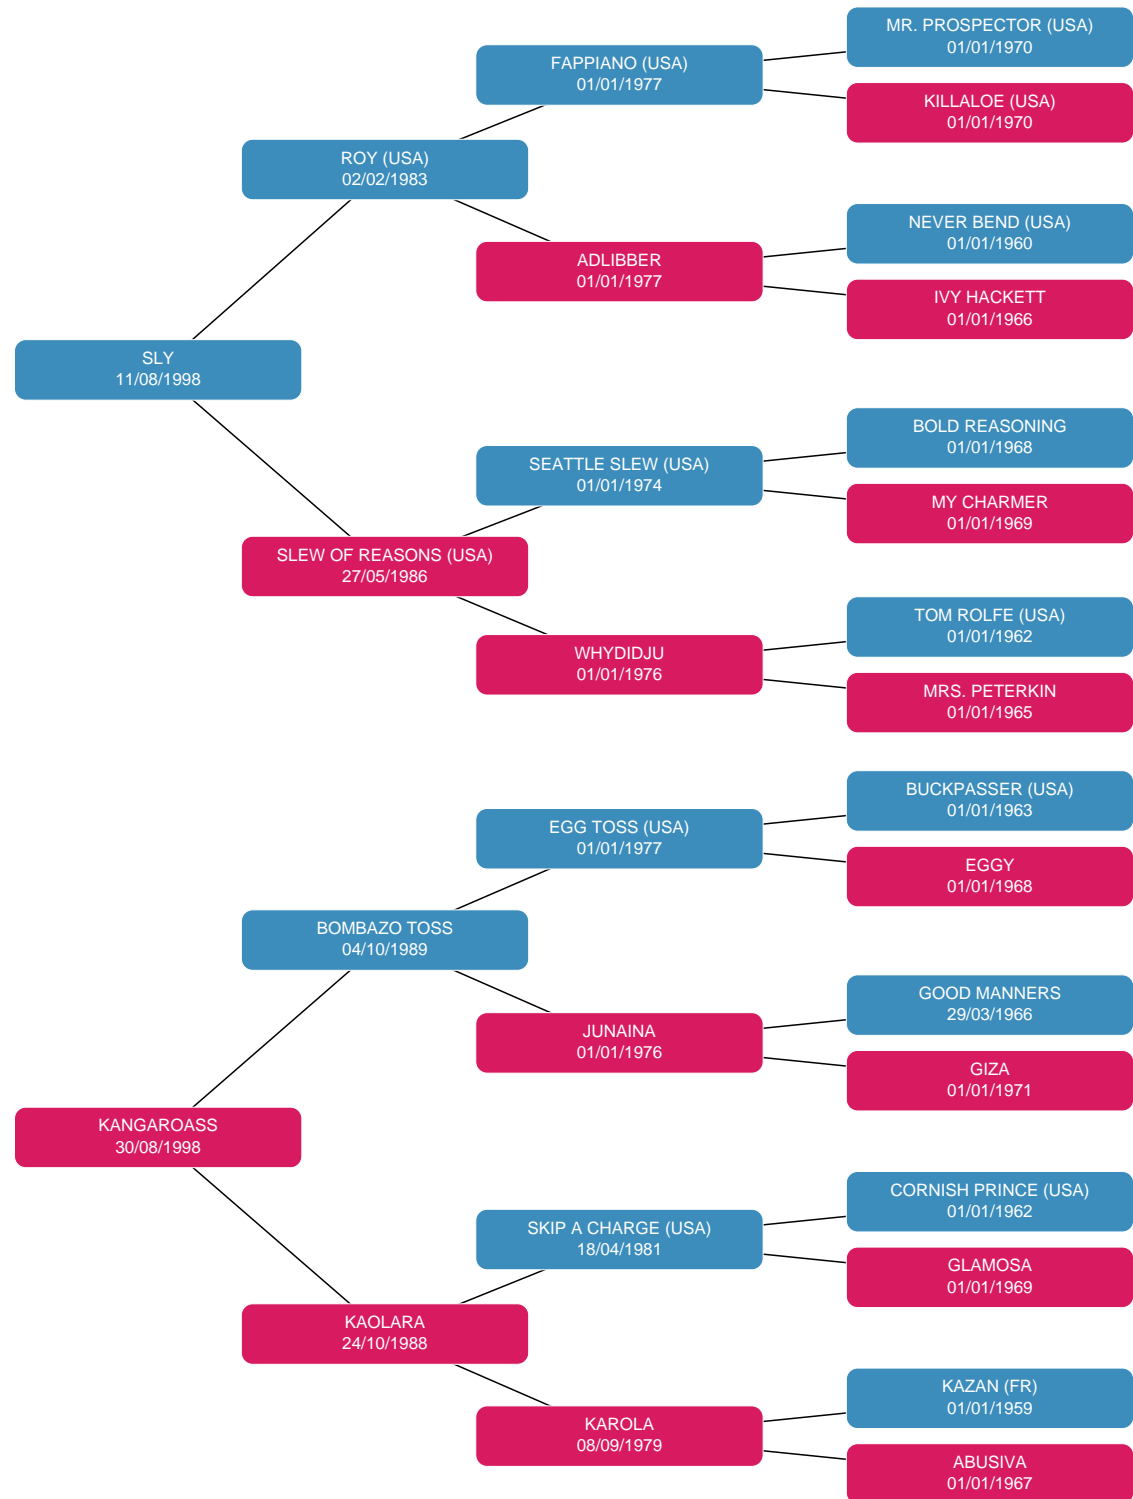 MR. PROSPECTOR (USA)
01/01/1970
FAPPIANO (USA)
01/01/1977
KILLALOE (USA)
01/01/1970
ROY (USA)
02/02/1983
NEVER BEND (USA)
01/01/1960
ADLIBBER
01/01/1977
IVY HACKETT
01/01/1966
SLY
11/08/1998
BOLD REASONING
01/01/1968
SEATTLE SLEW (USA)
01/01/1974
MY CHARMER
01/01/1969
SLEW OF REASONS (USA)
27/05/1986
TOM ROLFE (USA)
01/01/1962
WHYDIDJU
01/01/1976
MRS. PETERKIN
01/01/1965
BUCKPASSER (USA)
01/01/1963
EGG TOSS (USA)
01/01/1977
EGGY
01/01/1968
BOMBAZO TOSS
04/10/1989
GOOD MANNERS
29/03/1966
JUNAINA
01/01/1976
GIZA
01/01/1971
KANGAROASS
30/08/1998
CORNISH PRINCE (USA)
01/01/1962
SKIP A CHARGE (USA)
18/04/1981
GLAMOSA
01/01/1969
KAOLARA
24/10/1988
KAZAN (FR)
01/01/1959
KAROLA
08/09/1979
ABUSIVA
01/01/1967